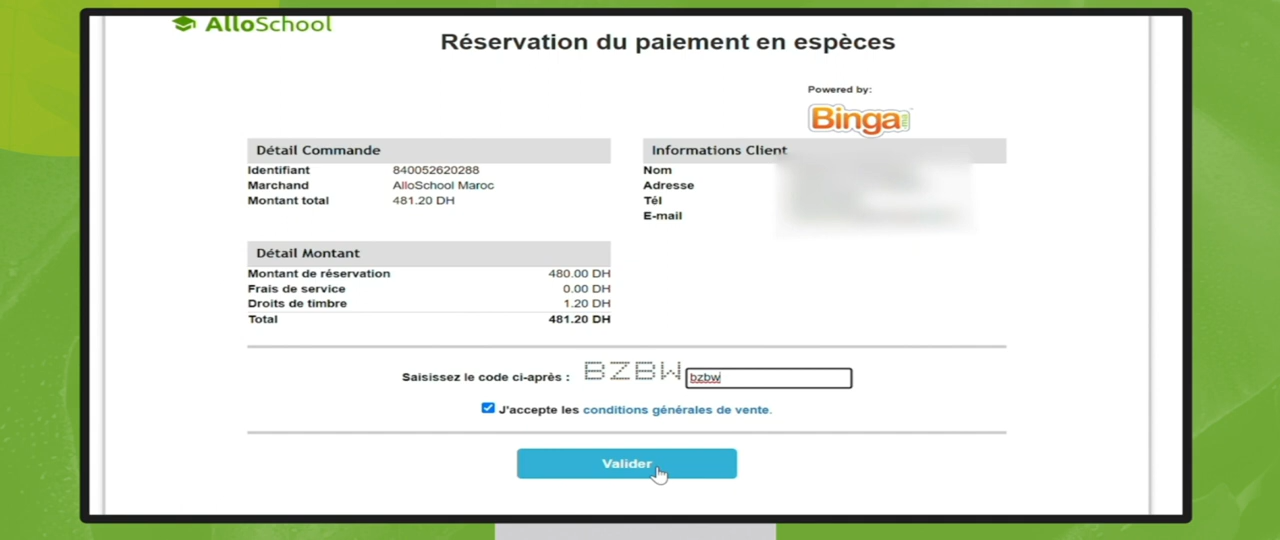 AlloSchool
Réservation du paiement en espèces
Powered by:
Binga
Détail Commande
Identifiant 840052620288
Marchand AlloSchool Maroc
Montant total 481.20 DH
Informations Client
Nom
Adresse
Tél
E-mail
Détail Montant
Montant de réservation 480.00 DH
Frais de service 0.00 DH
Droits de timbre 1.20 DH
Total 481.20 DH
Saisissez le code ci-après : BZBW bzbw
J'accepte les conditions générales de vente.
Valider